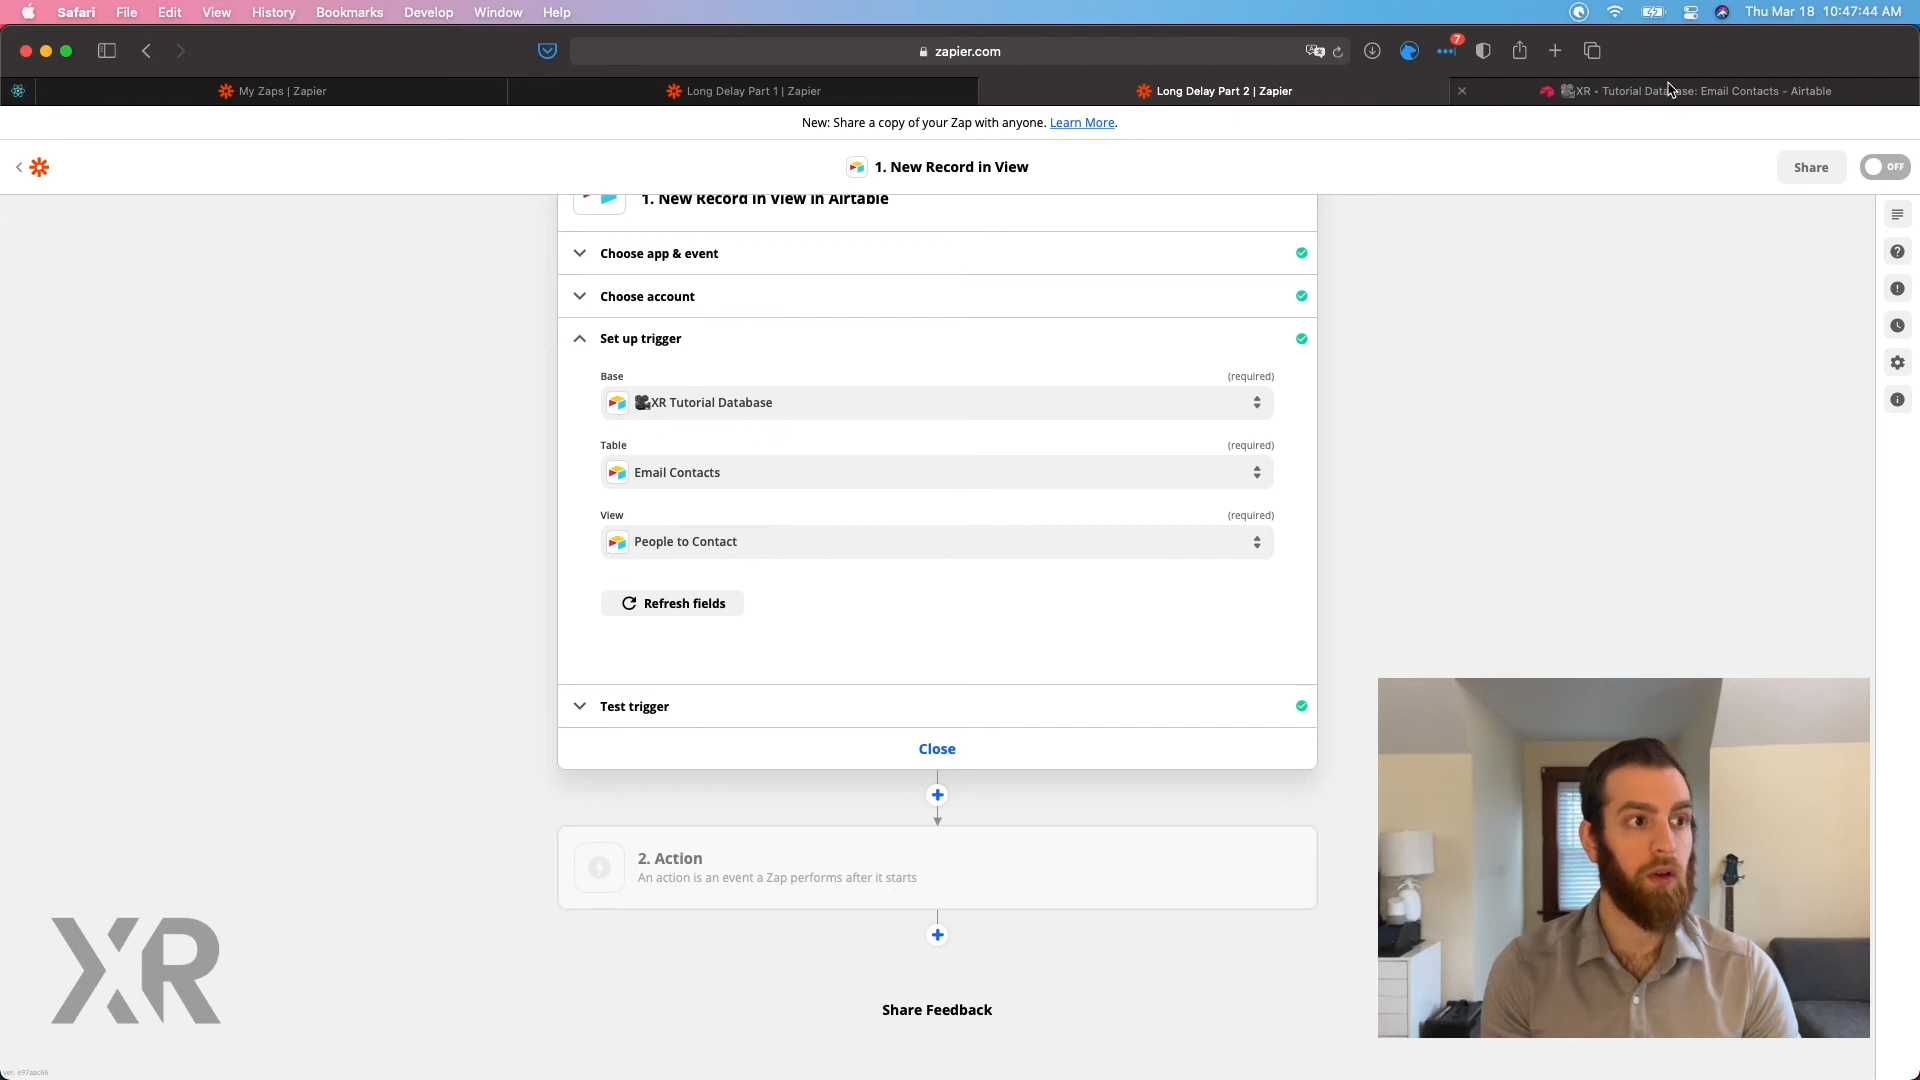 Safari File Edit View History Bookmarks Develop Window Help Thu Mar 18 10:47:44 AM
zapier.com 7
My Zaps | Zapier Long Delay Part 1 | Zapier Long Delay Part 2 | Zapier XR • Tutorial Database: Email Contacts - Airtable
New: Share a copy of your Zap with anyone. Learn More.
1. New Record in View Share OFF
1. New Record in View in Airtable
Choose app & event
Choose account
Set up trigger
Base (required)
XR Tutorial Database
Table (required)
Email Contacts
View (required)
People to Contact
Refresh fields
Test trigger
Close
2. Action
An action is an event a Zap performs after it starts
XR
Share Feedback
ver. e97aac66